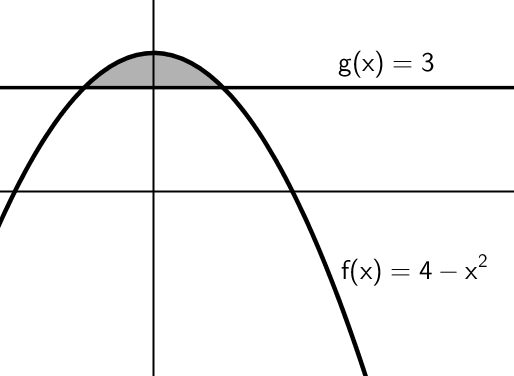 g(x) = 3
f(x) = 4 − x²